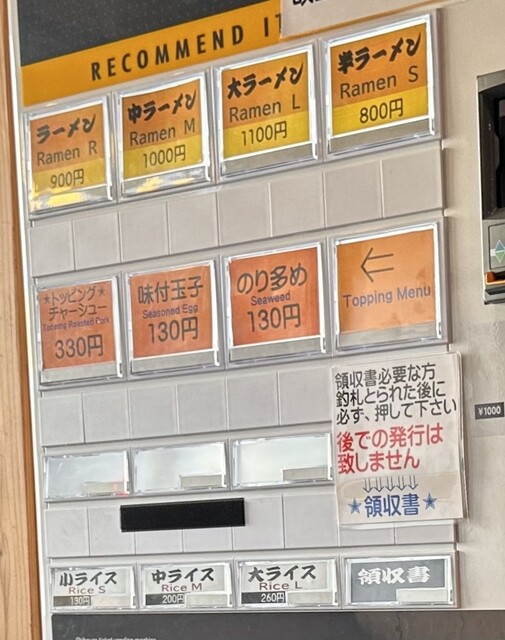 RECOMMEND
ラーメン
Ramen R
900円
中ラーメン
Ramen M
1000円
大ラーメン
Ramen L
1100円
半ラーメン
Ramen S
800円
★トッピング★
チャーシュー
Topping Roasted Pork
330円
味付玉子
Seasoned Egg
130円
のり多め
Seaweed
130円
←
Topping Menu
領収書必要な方
釣札とられた後に
必ず、押して下さい
後での発行は
致しません
↓↓↓↓↓
★領収書★
¥1000
小ライス
Rice S
190円
中ライス
Rice M
200円
大ライス
Rice L
260円
領収書